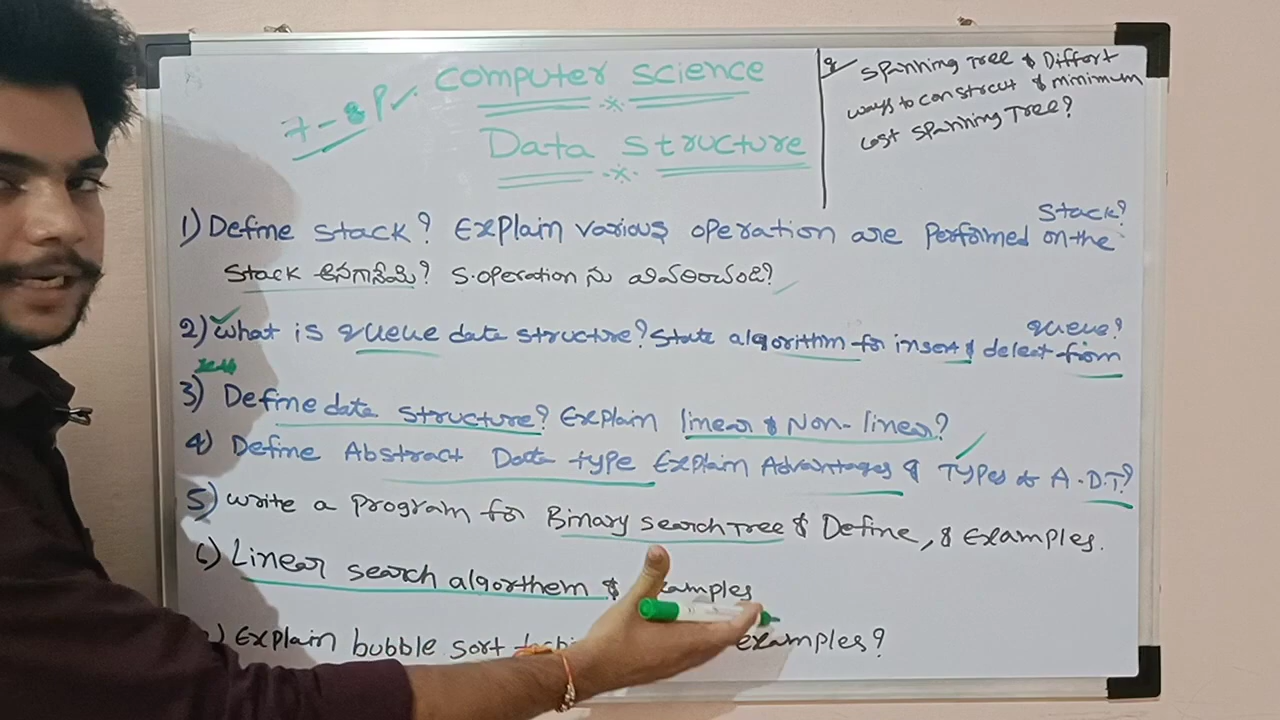 computer science
Data structure
7-8 P✓
8✓ Spanning Tree & Diffort
ways to construct & minimum
cost spanning Tree?
1) Define stack? Explain various operation are performed on the stack?
stack అనగానేమి? S.operation ను వివరించండి?
2) What is queue data structure? State algorithm for insert & delect from queue?
3) Define data structure? Explain linear & Non-linear?
4) Define Abstract Data type Explain Advantages & Types of A.D.T?
5) Write a program for Binary search Tree & Define, & Examples.
6) Linear search algorthem & examples
) Explain bubble sort examples?